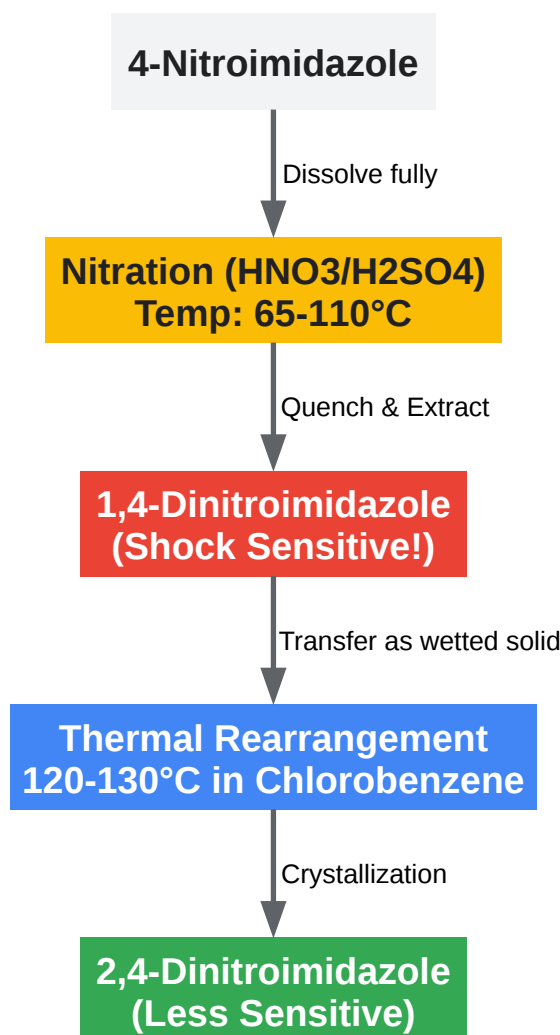 4-Nitroimidazole
Dissolve fully
Nitration (HNO3/H2SO4)
Temp: 65-110°C
Quench & Extract
1,4-Dinitroimidazole
(Shock Sensitive!)
Transfer as wetted solid
Thermal Rearrangement
120-130°C in Chlorobenzene
Crystallization
2,4-Dinitroimidazole
(Less Sensitive)